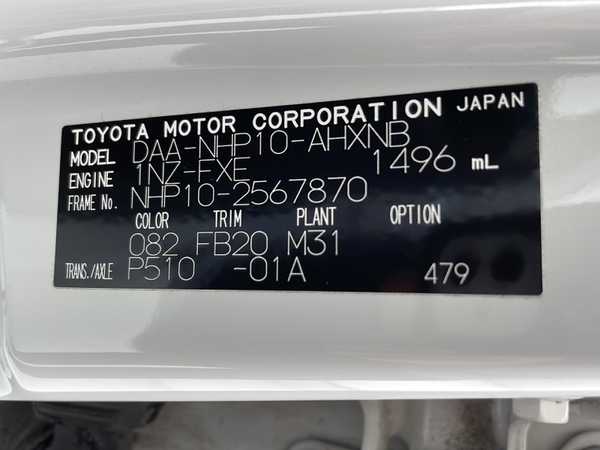 TOYOTA MOTOR CORPORATION JAPAN
MODEL DAA-NHP10-AHXNB
ENGINE 1NZ-FXE 1496 mL
FRAME No. NHP10-2567870
COLOR TRIM PLANT OPTION
082 FB20 M31
TRANS./AXLE P510 -01A 479